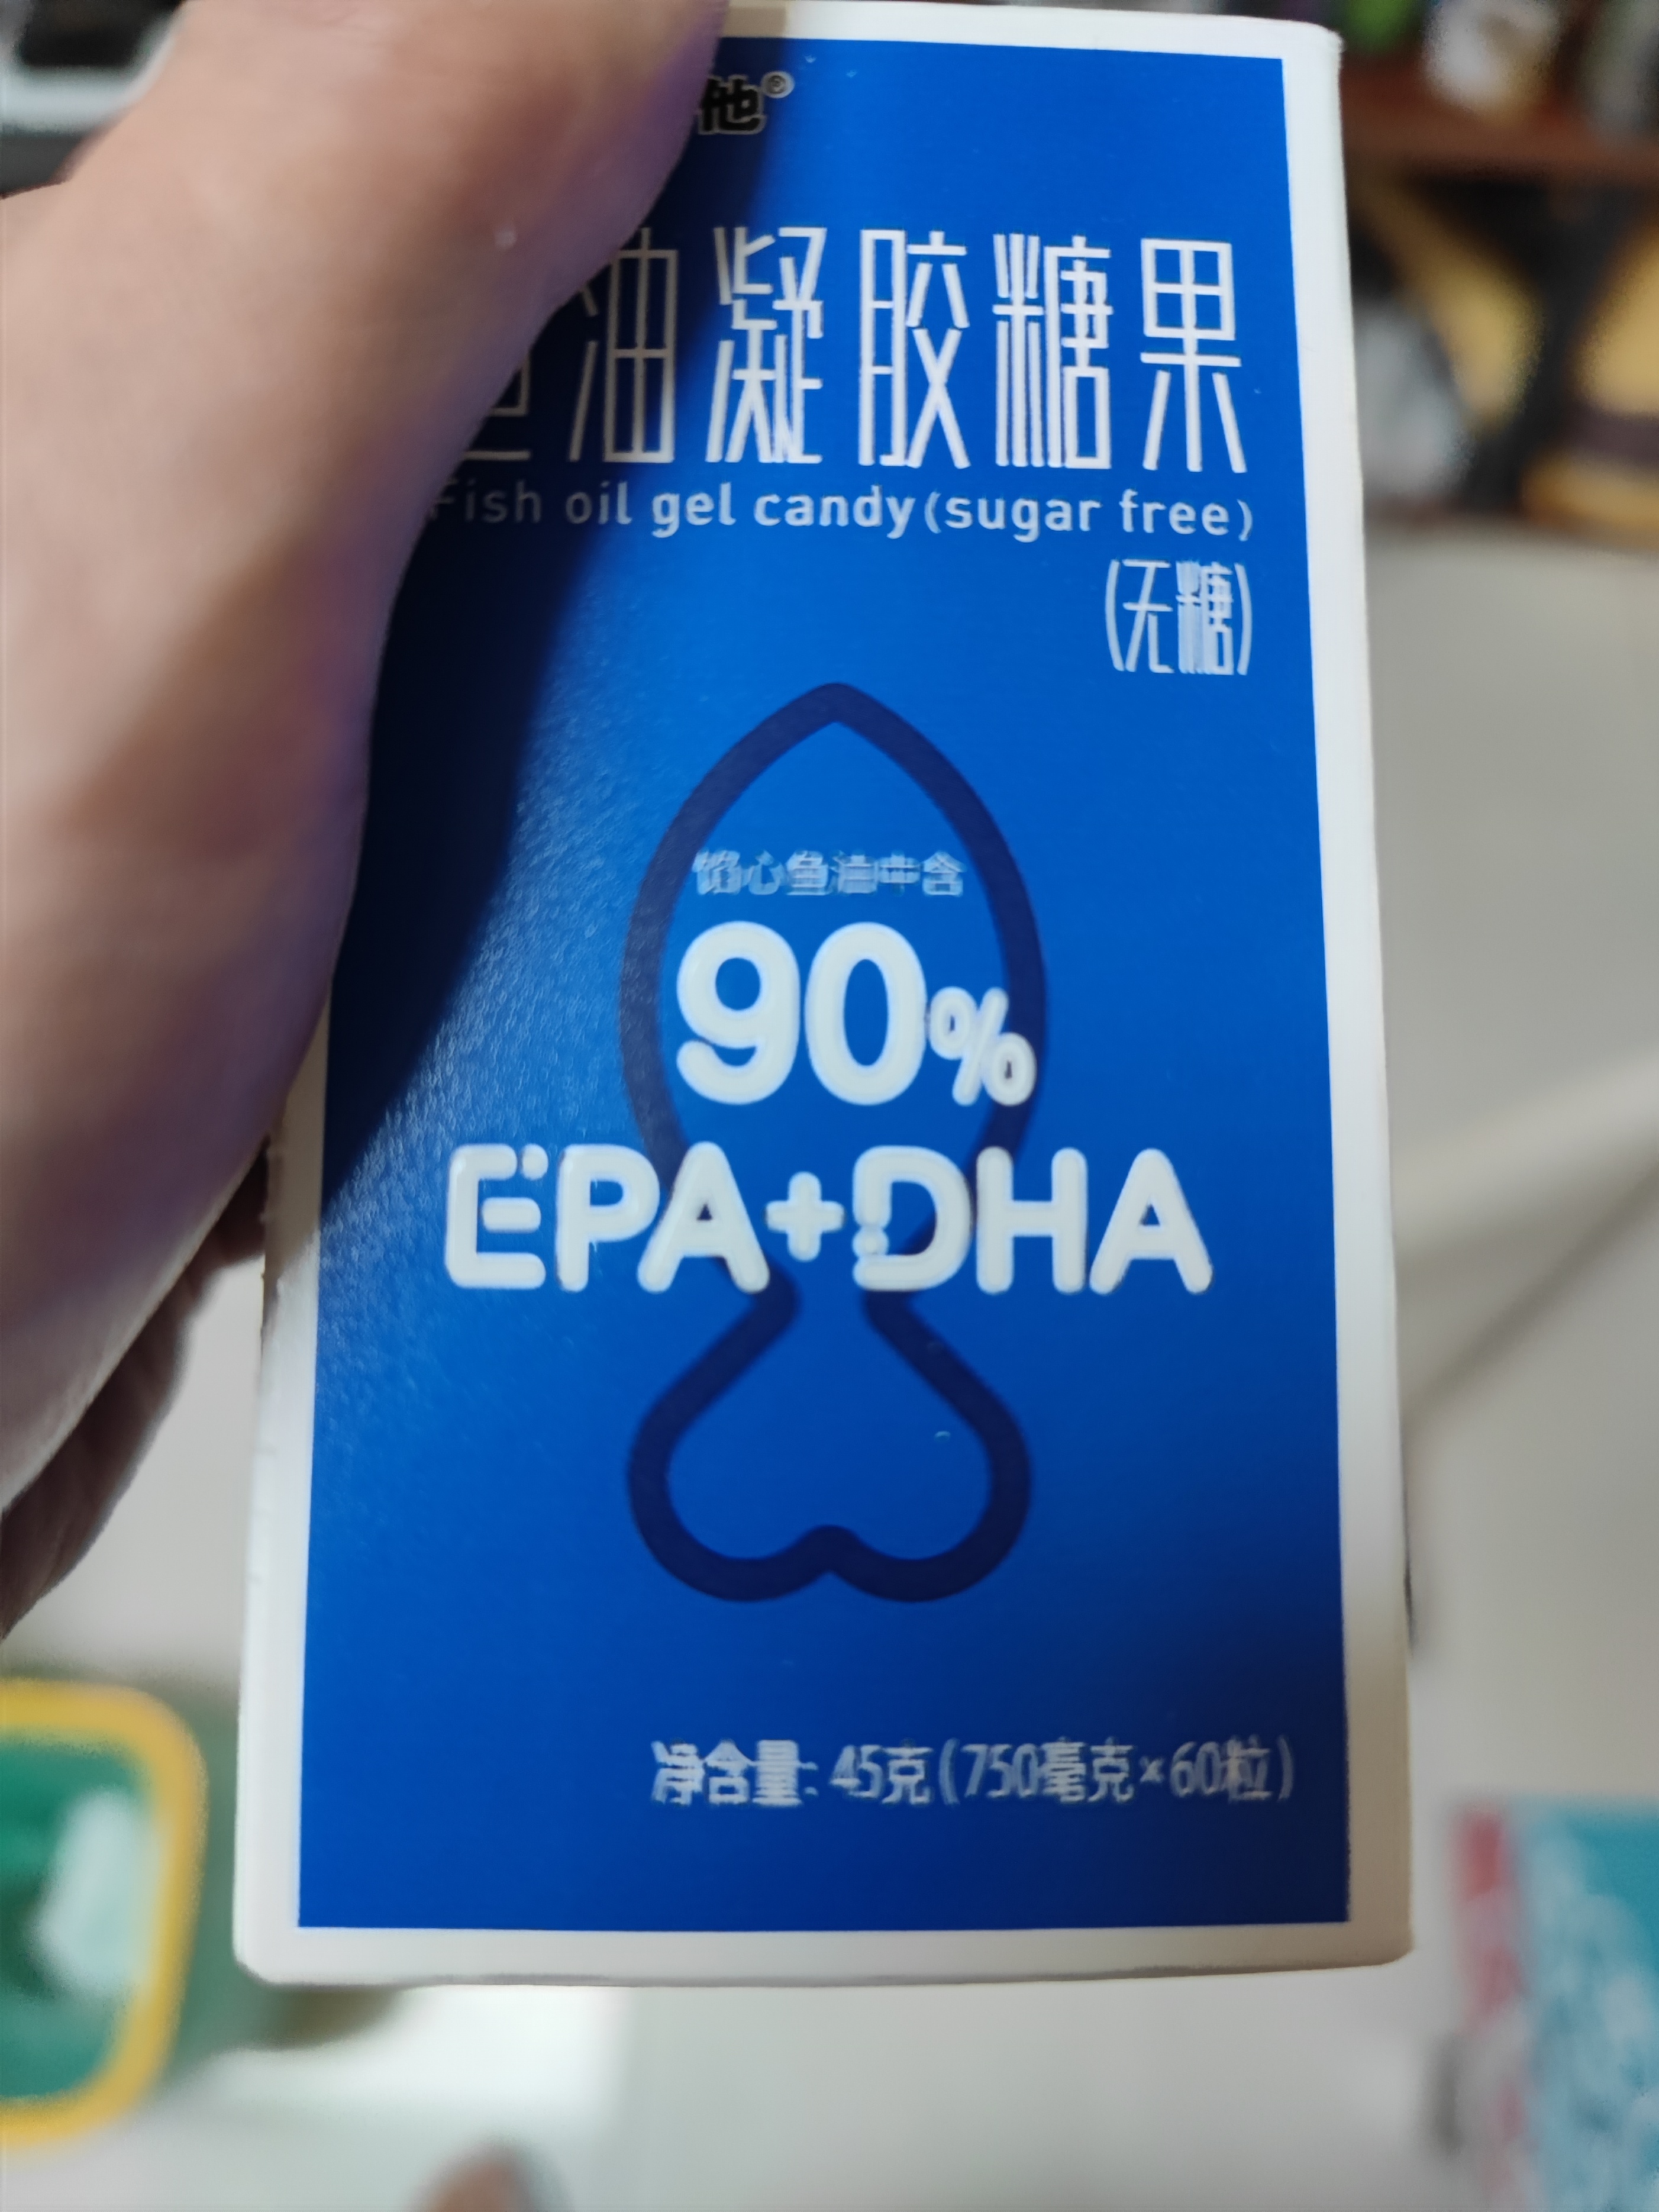 他®
油凝胶糖果
Fish oil gel candy(sugar free)
(无糖)
馅心鱼油中含
90%
EPA+DHA
净含量: 45克(750毫克×60粒)